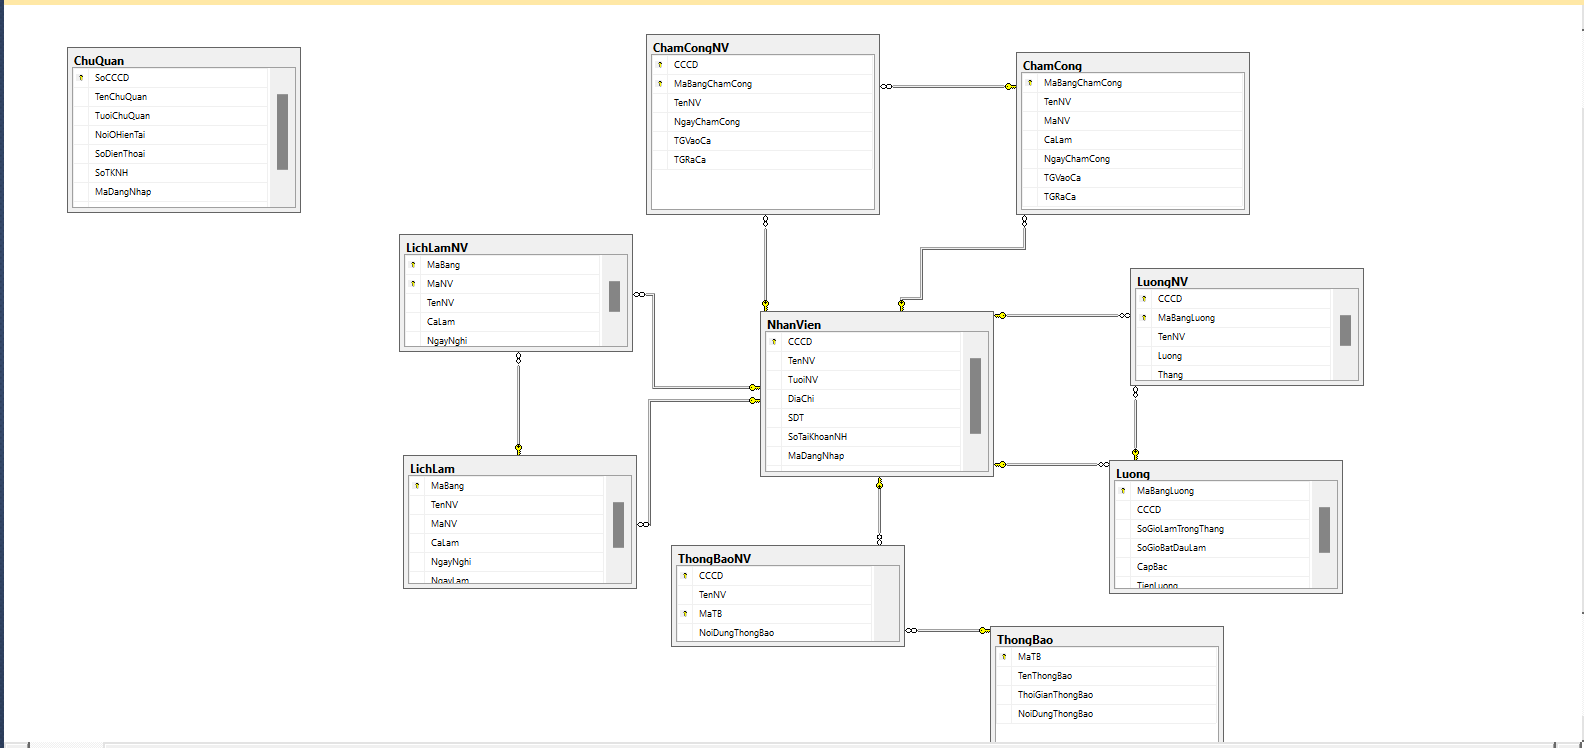 ChuQuan
SoCCCD
TenChuQuan
TuoiChuQuan
NoiOHienTai
SoDienThoai
SoTKNH
MaDangNhap
ChamCongNV
CCCD
MaBangChamCong
TenNV
NgayChamCong
TGVaoCa
TGRaCa
ChamCong
MaBangChamCong
TenNV
MaNV
CaLam
NgayChamCong
TGVaoCa
TGRaCa
LichLamNV
MaBang
MaNV
TenNV
CaLam
NgayNghi
LuongNV
CCCD
MaBangLuong
TenNV
Luong
Thang
NhanVien
CCCD
TenNV
TuoiNV
DiaChi
SDT
SoTaiKhoanNH
MaDangNhap
LichLam
MaBang
TenNV
MaNV
CaLam
NgayNghi
NgayLam
Luong
MaBangLuong
CCCD
SoGioLamTrongThang
SoGioBatDauLam
CapBac
TienLuong
ThongBaoNV
CCCD
TenNV
MaTB
NoiDungThongBao
ThongBao
MaTB
TenThongBao
ThoiGianThongBao
NoiDungThongBao